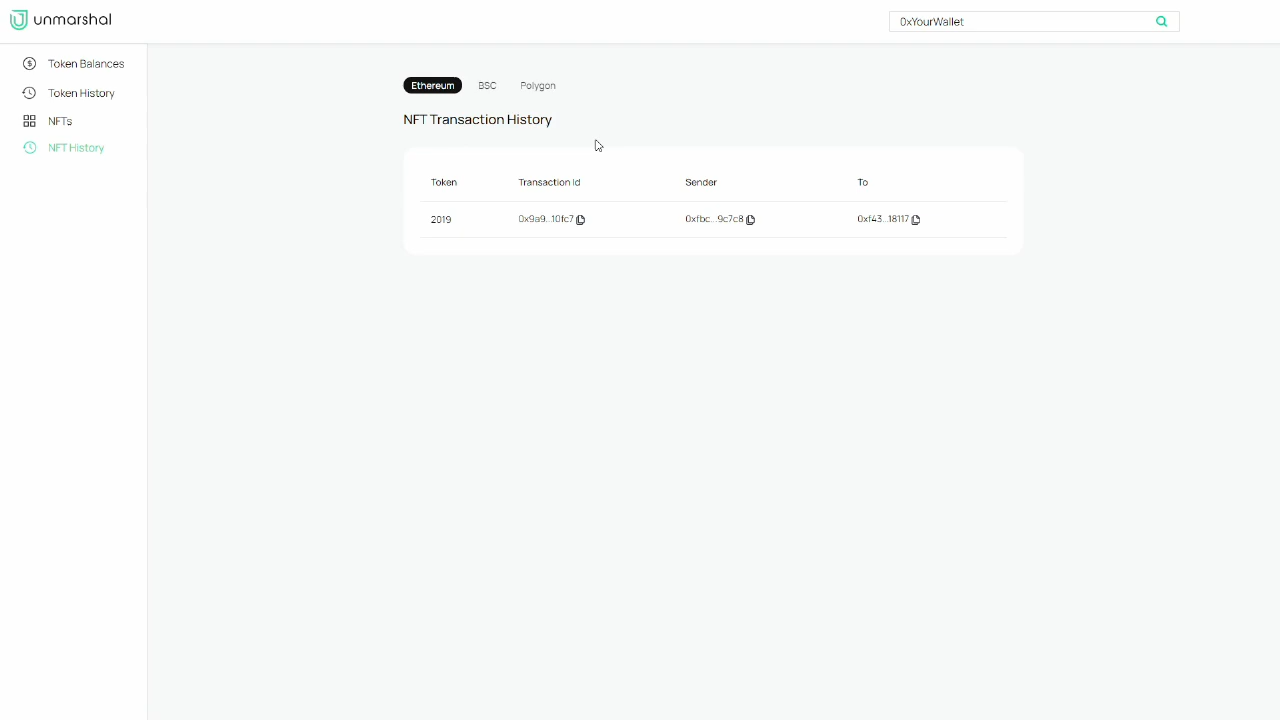 unmarshal
0xYourWallet
Token Balances
Token History
NFTs
NFT History
Ethereum BSC Polygon
NFT Transaction History
Token Transaction Id Sender To
2019 0x9a9...10fc7 0xfbc...9c7c8 0xf43...18117